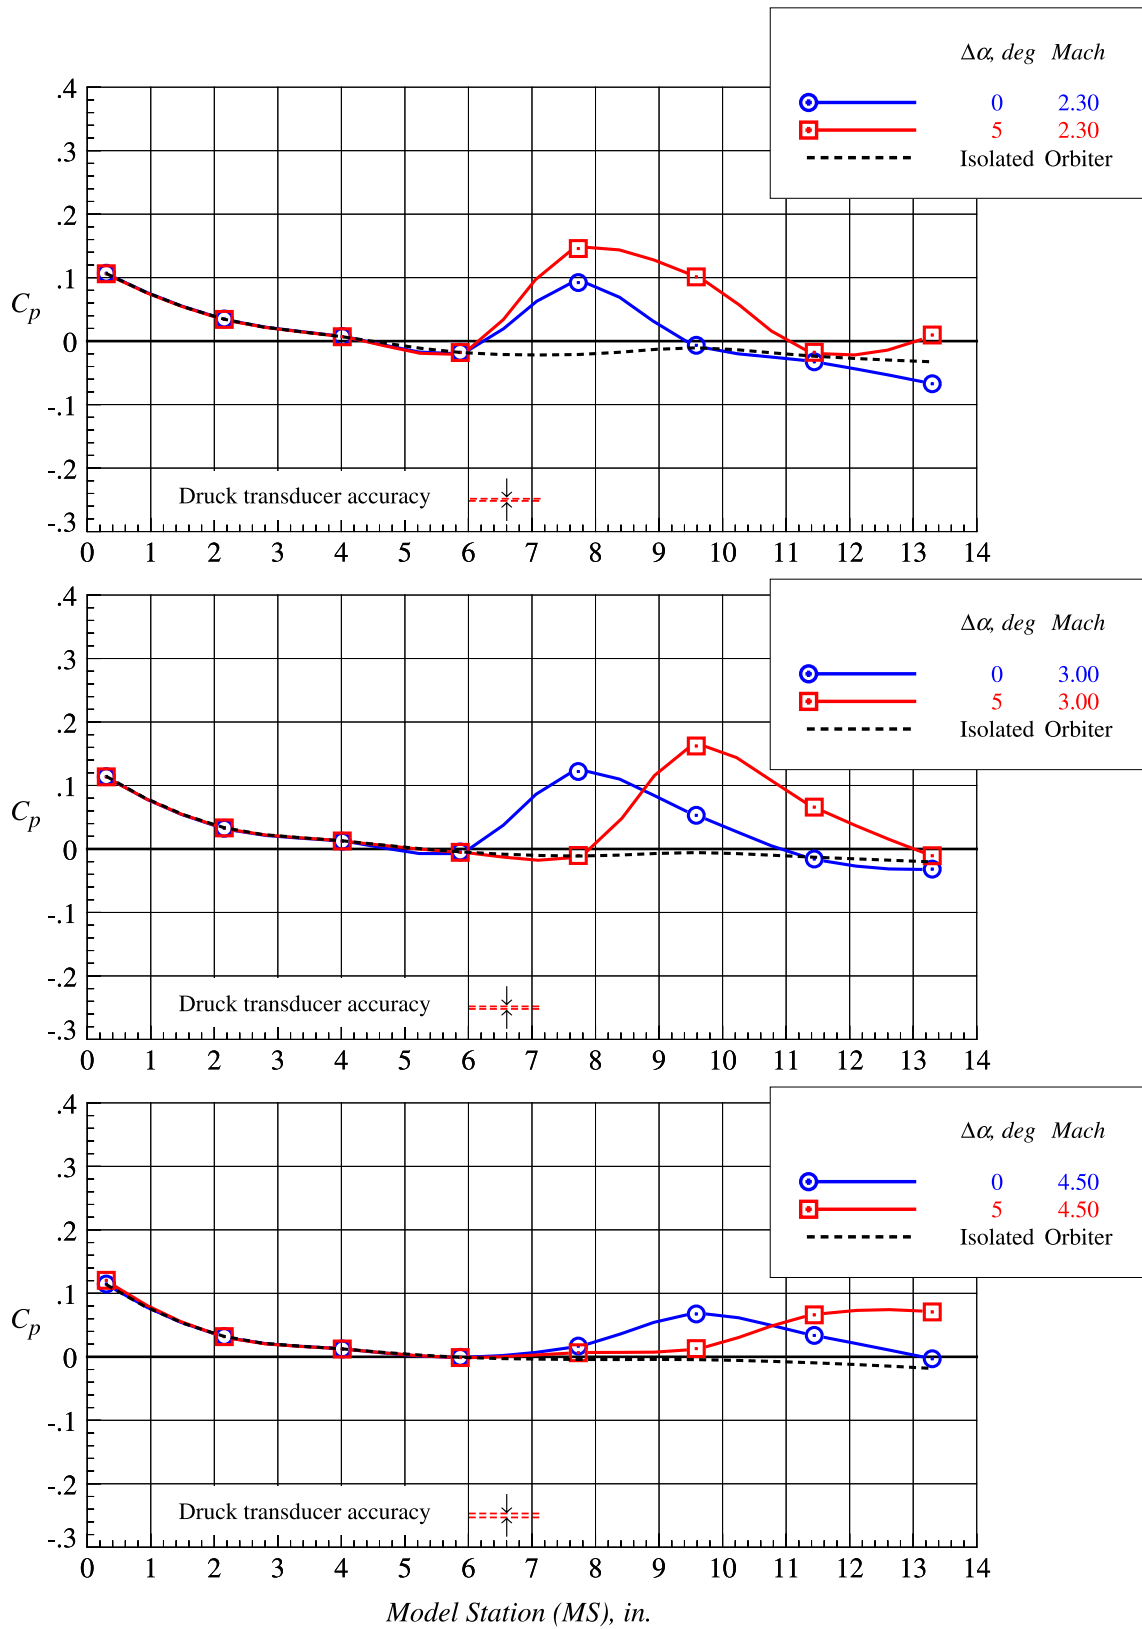 Δα, deg Mach
0 2.30
5 2.30
Isolated Orbiter
.4
.3
.2
.1
0
-.1
-.2
-.3
Cp
Druck transducer accuracy
0 1 2 3 4 5 6 7 8 9 10 11 12 13 14
Δα, deg Mach
0 3.00
5 3.00
Isolated Orbiter
.4
.3
.2
.1
0
-.1
-.2
-.3
Cp
Druck transducer accuracy
0 1 2 3 4 5 6 7 8 9 10 11 12 13 14
Δα, deg Mach
0 4.50
5 4.50
Isolated Orbiter
.4
.3
.2
.1
0
-.1
-.2
-.3
Cp
Druck transducer accuracy
0 1 2 3 4 5 6 7 8 9 10 11 12 13 14
Model Station (MS), in.